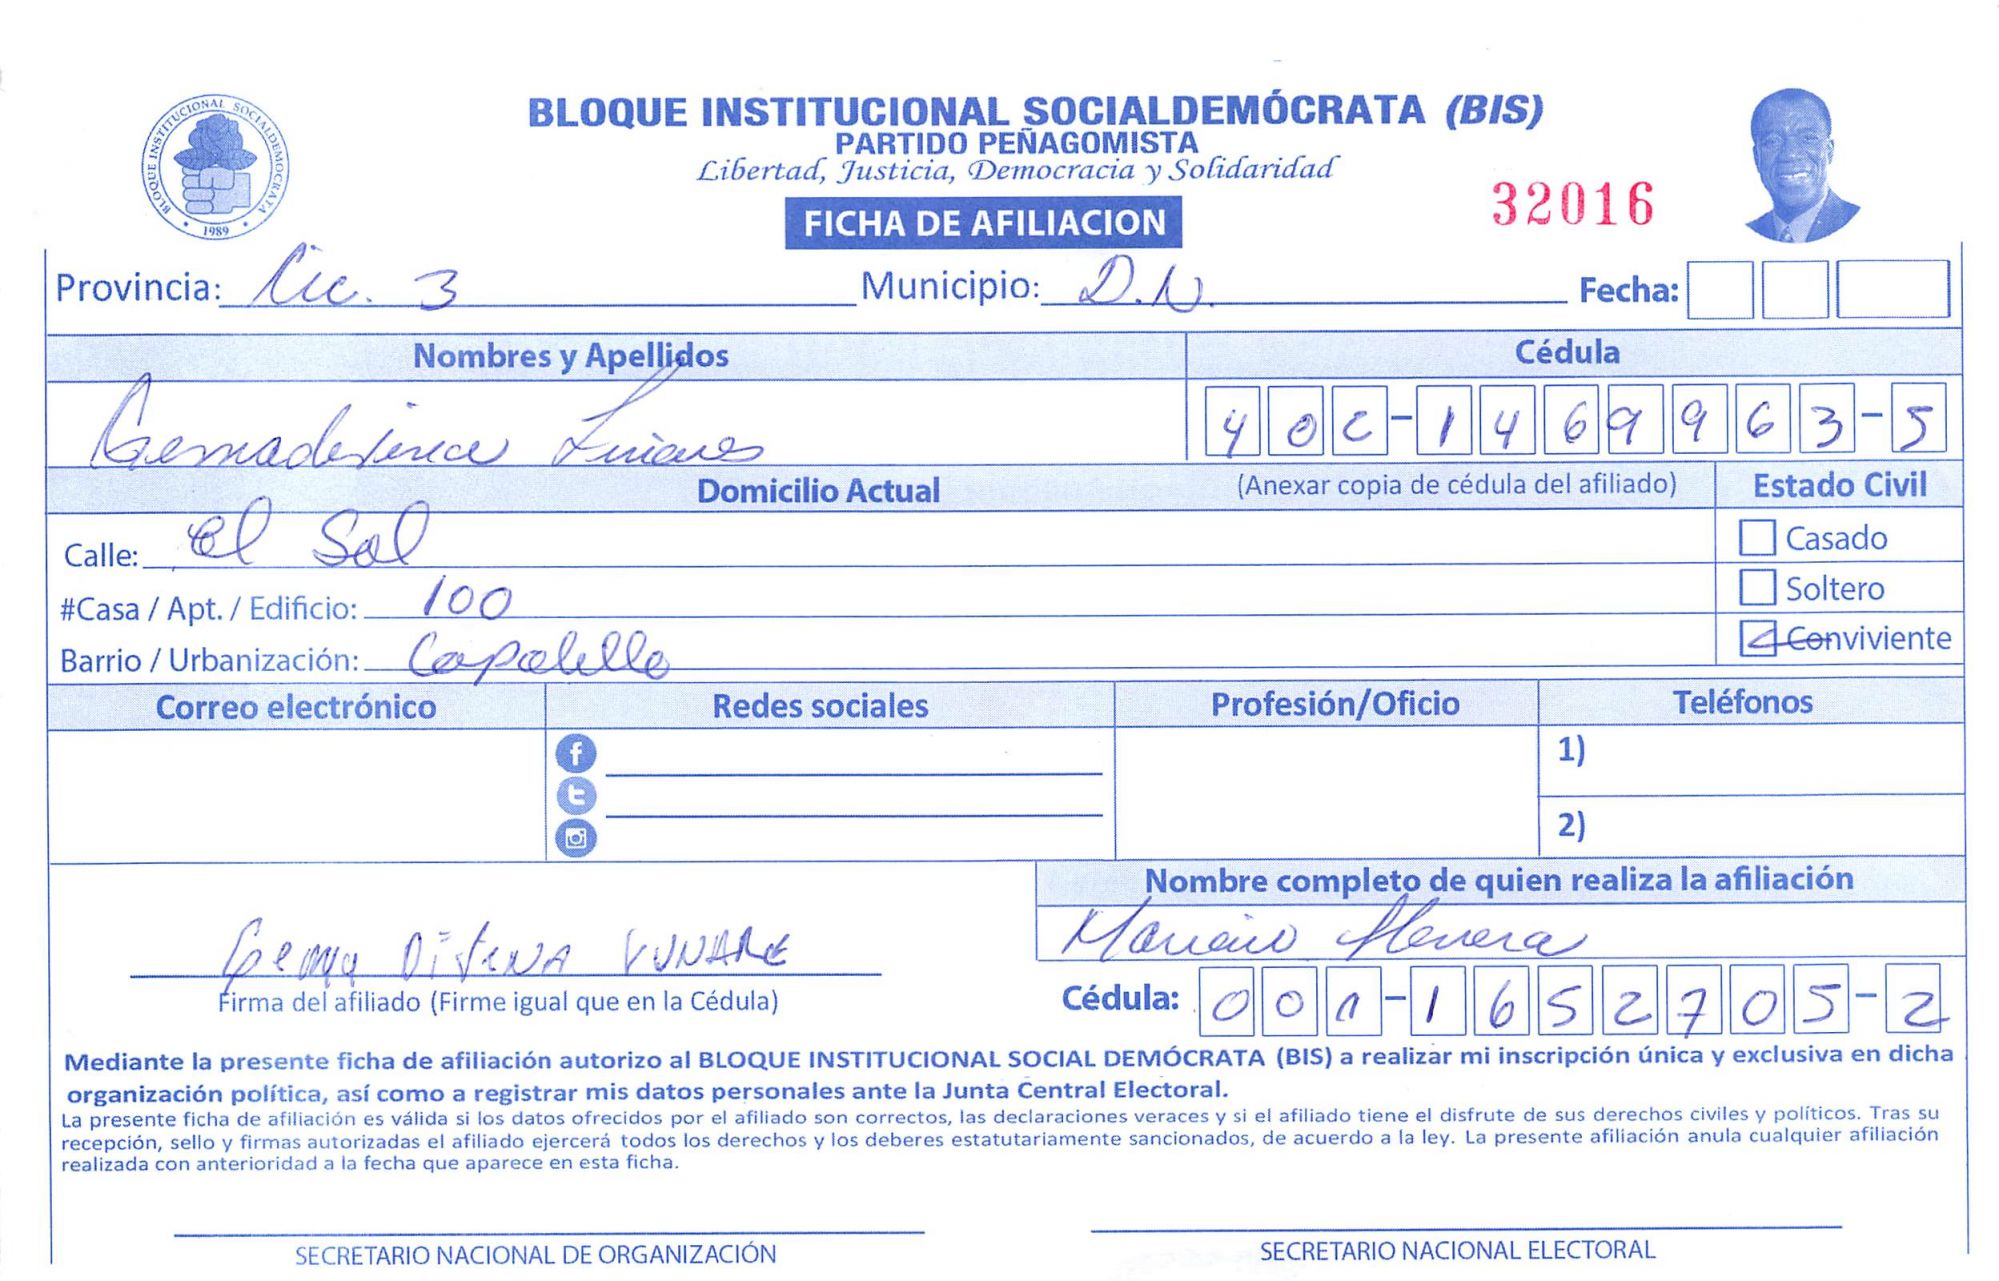 BLOQUE INSTITUCIONAL SOCIALDEMÓCRATA (BIS)
PARTIDO PEÑAGOMISTA
Libertad, Justicia, Democracia y Solidaridad
BLOQUE INSTITUCIONAL SOCIALDEMOCRATA
1989
FICHA DE AFILIACION
32016
Provincia: Cic. 3 Municipio: D.N. Fecha:
Nombres y Apellidos Cédula
402-1469963-5
Domicilio Actual (Anexar copia de cédula del afiliado) Estado Civil
Calle: el Sol Casado
#Casa / Apt. / Edificio: 100 Soltero
Barrio / Urbanización: Conviviente
Correo electrónico Redes sociales Profesión/Oficio Teléfonos
1)
2)
Nombre completo de quien realiza la afiliación
Firma del afiliado (Firme igual que en la Cédula)
Cédula: 001-1652705-2
Mediante la presente ficha de afiliación autorizo al BLOQUE INSTITUCIONAL SOCIAL DEMÓCRATA (BIS) a realizar mi inscripción única y exclusiva en dicha
organización política, así como a registrar mis datos personales ante la Junta Central Electoral.
La presente ficha de afiliación es válida si los datos ofrecidos por el afiliado son correctos, las declaraciones veraces y si el afiliado tiene el disfrute de sus derechos civiles y políticos. Tras su
recepción, sello y firmas autorizadas el afiliado ejercerá todos los derechos y los deberes estatutariamente sancionados, de acuerdo a la ley. La presente afiliación anula cualquier afiliación
realizada con anterioridad a la fecha que aparece en esta ficha.
SECRETARIO NACIONAL DE ORGANIZACIÓN SECRETARIO NACIONAL ELECTORAL